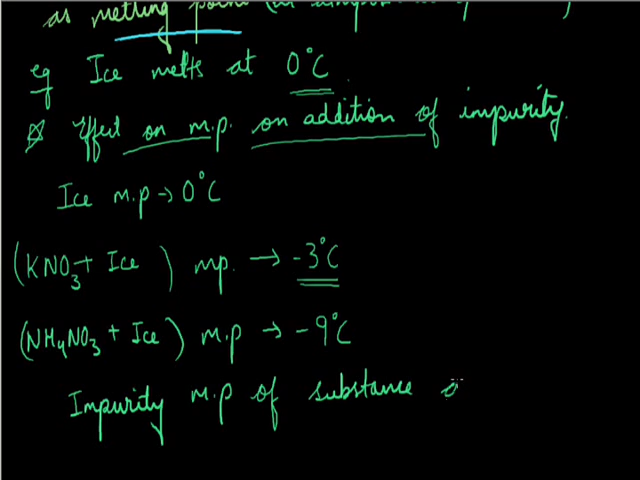 as melting point (
eg Ice melts at 0°C
Effect on m.p. on addition of impurity.
Ice m.p → 0°C
(KNO3 + Ice) mp. → -3°C
(NH4NO3 + Ice) m.p → -9°C
Impurity m.p of substance